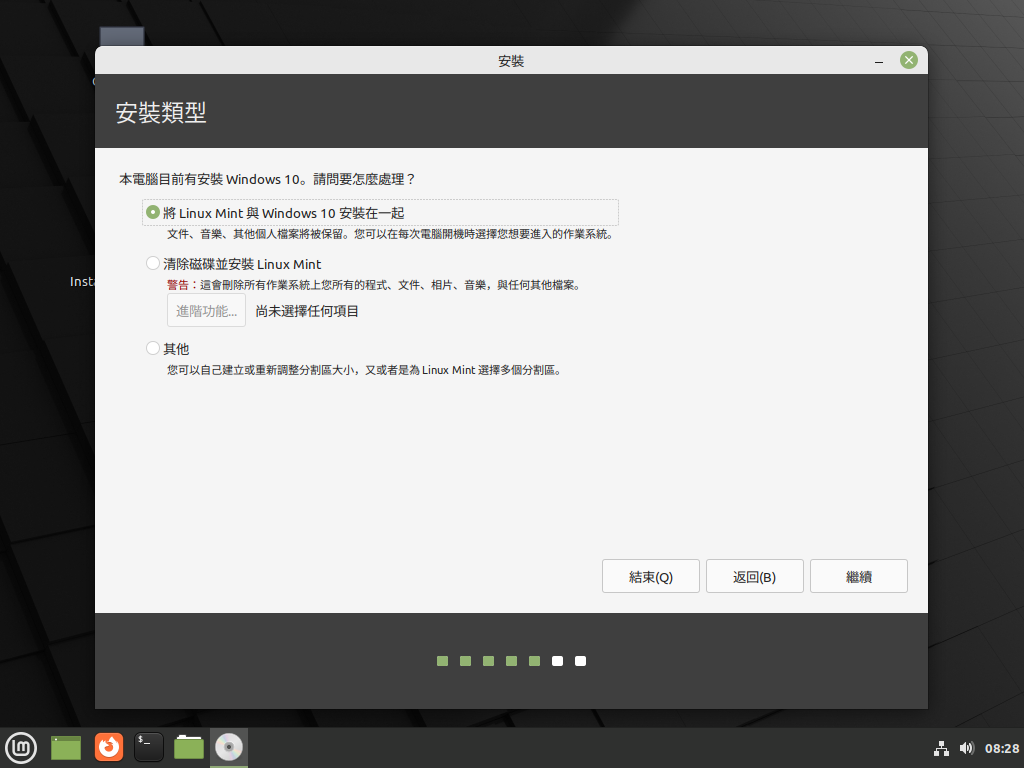 安裝
安裝類型
本電腦目前有安裝 Windows 10。請問要怎麼處理？
將 Linux Mint 與 Windows 10 安裝在一起
文件、音樂、其他個人檔案將被保留。您可以在每次電腦開機時選擇您想要進入的作業系統。
清除磁碟並安裝 Linux Mint
警告：這會刪除所有作業系統上您所有的程式、文件、相片、音樂，與任何其他檔案。
進階功能... 尚未選擇任何項目
其他
您可以自己建立或重新調整分割區大小，又或者是為 Linux Mint 選擇多個分割區。
Insta
結束(Q) 返回(B) 繼續
$_
08:28